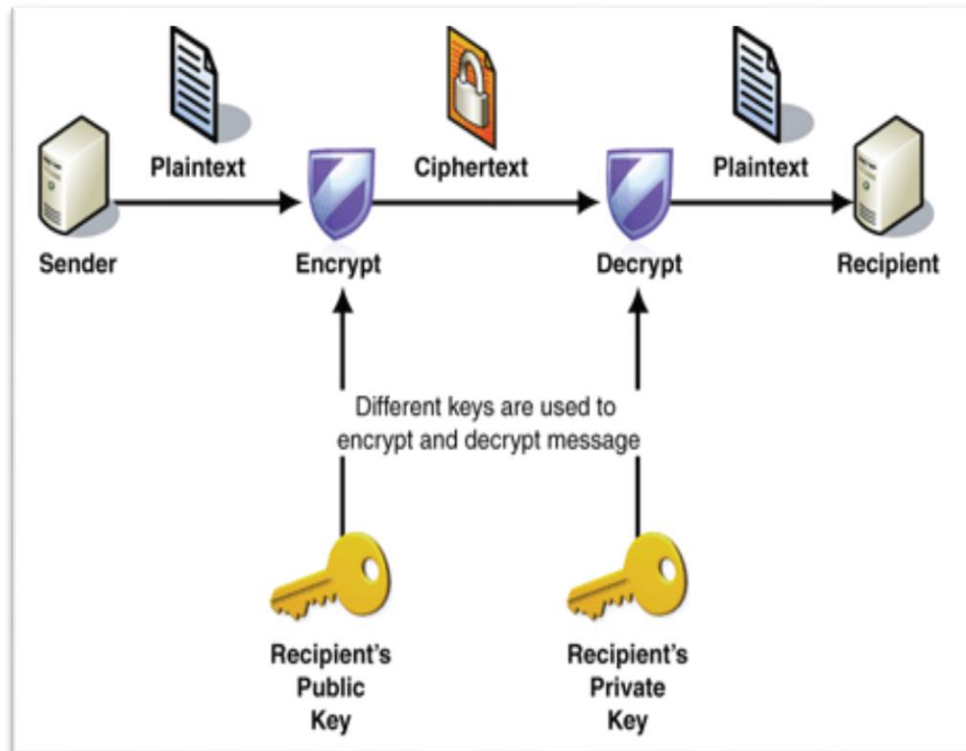 Plaintext
Ciphertext
Plaintext
Sender
Encrypt
Decrypt
Recipient
Different keys are used to
encrypt and decrypt message
Recipient's
Public
Key
Recipient's
Private
Key